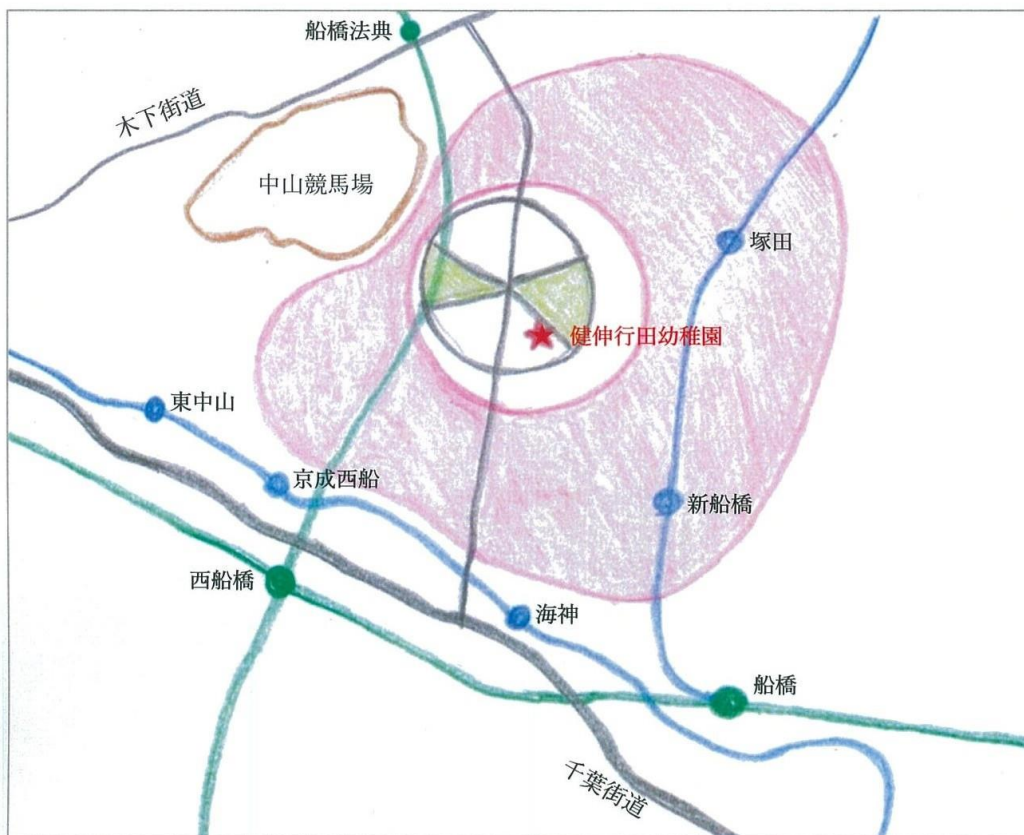 船橋法典
木下街道
中山競馬場
塚田
健伸行田幼稚園
東中山
京成西船
新船橋
西船橋
海神
船橋
千葉街道